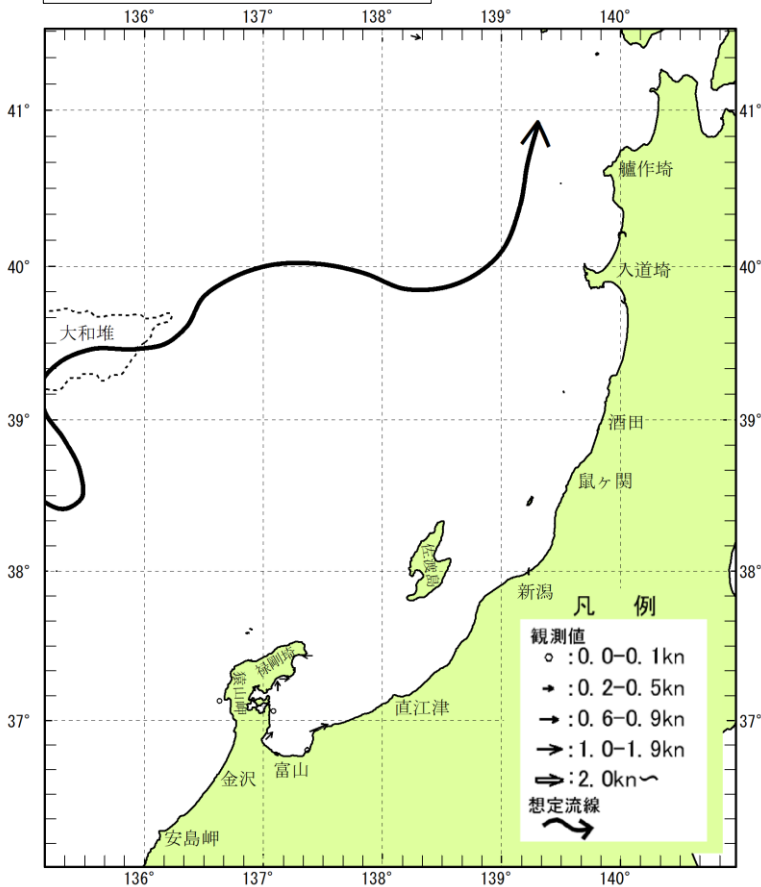 136° 137° 138° 139° 140°
41° 41°
艫作埼
40° 入道埼 40°
大和堆
39° 酒田 39°
鼠ヶ関
佐渡島
38° 新潟 38°
禄剛埼
猿山岬
37° 直江津 37°
富山
金沢
安島岬
凡 例
観測値
:0.0-0.1kn
:0.2-0.5kn
:0.6-0.9kn
:1.0-1.9kn
:2.0kn~
想定流線
136° 137° 138° 139° 140°